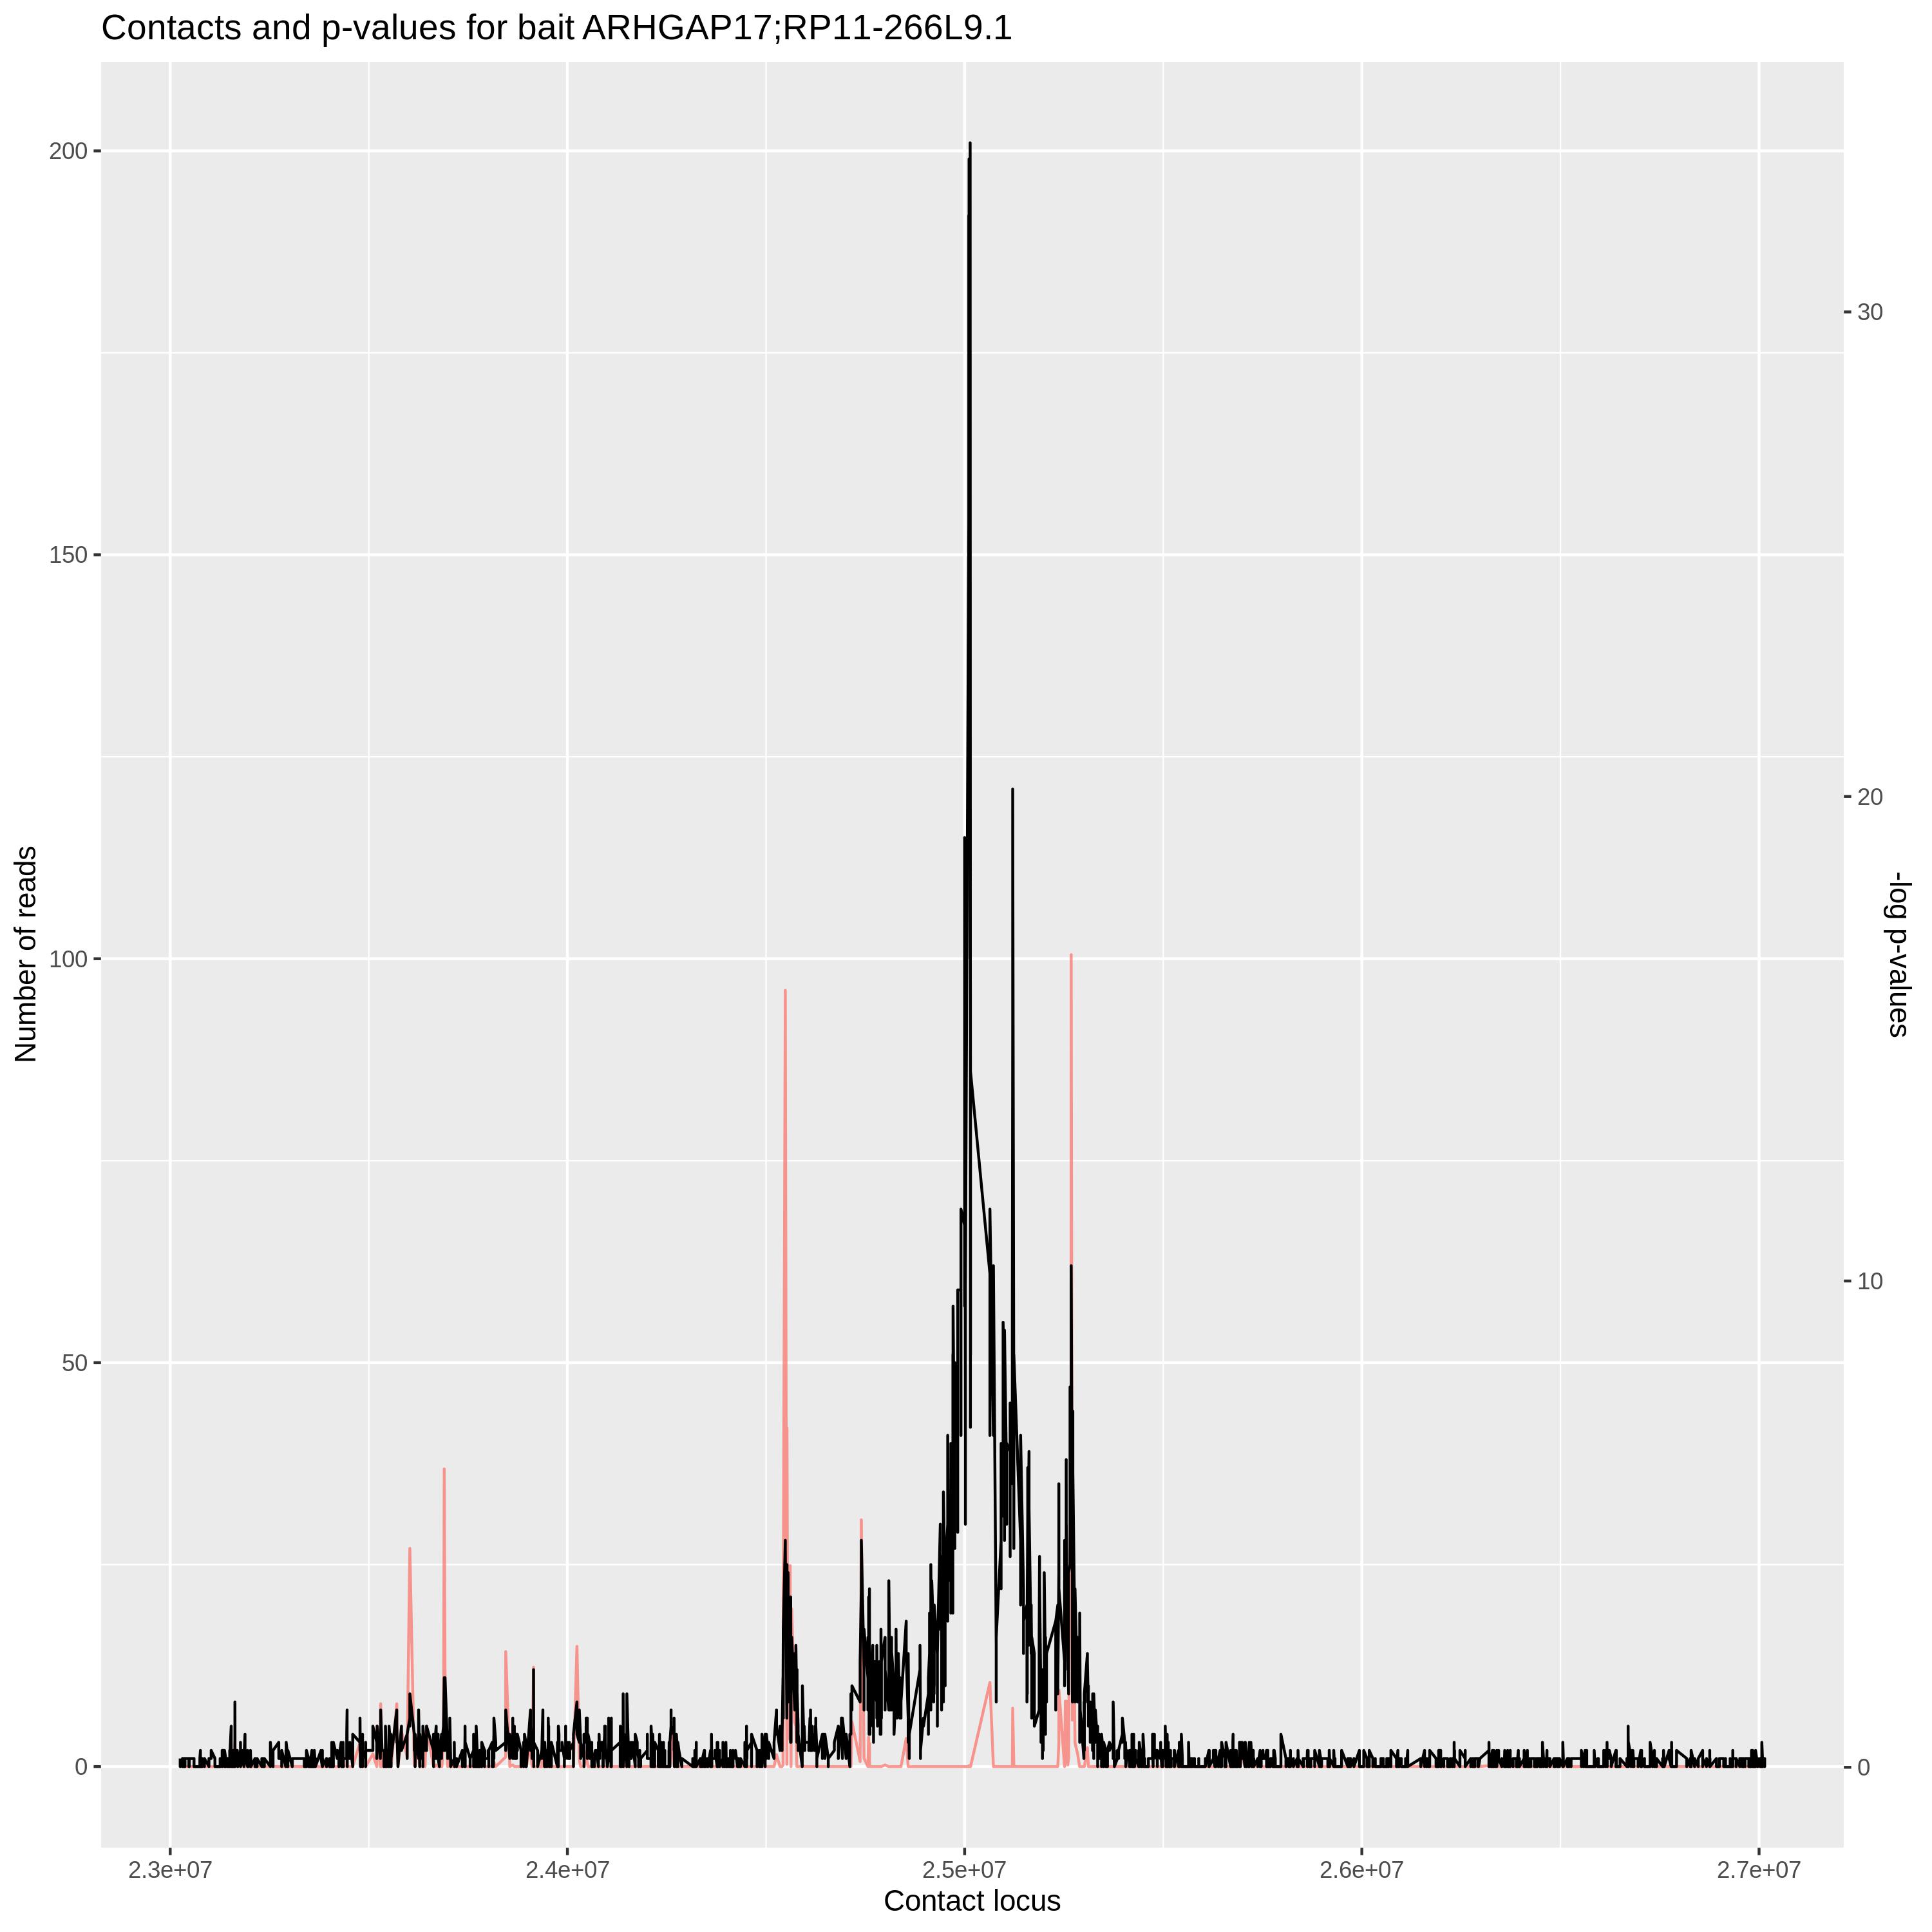 Contacts and p-values for bait ARHGAP17;RP11-266L9.1
200
150
100
50
0
Number of reads
30
20
10
0
-log p-values
2.3e+07
2.4e+07
2.5e+07
2.6e+07
2.7e+07
Contact locus